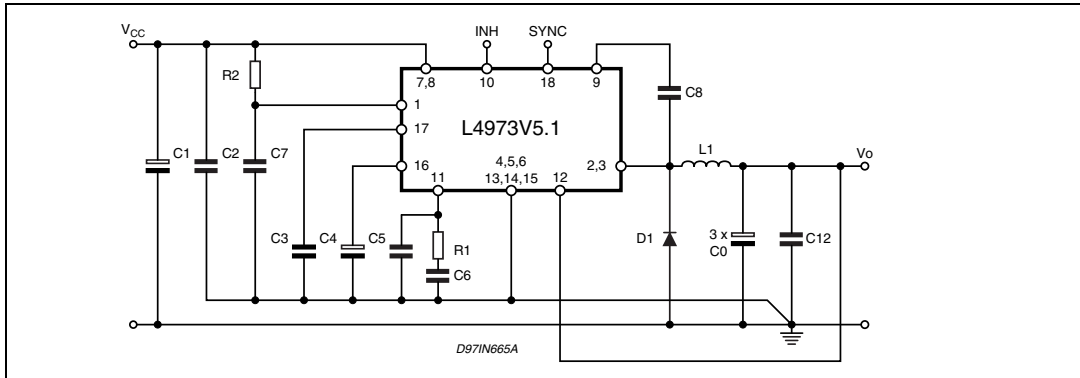 VCC
INH
SYNC
R2
7,8
10
18
9
1
C8
17
L4973V5.1
C1
C2
C7
L1
Vo
16
4,5,6
13,14,15
2,3
11
12
C3
C4
C5
R1
D1
3 x
C0
C12
C6
D97IN665A